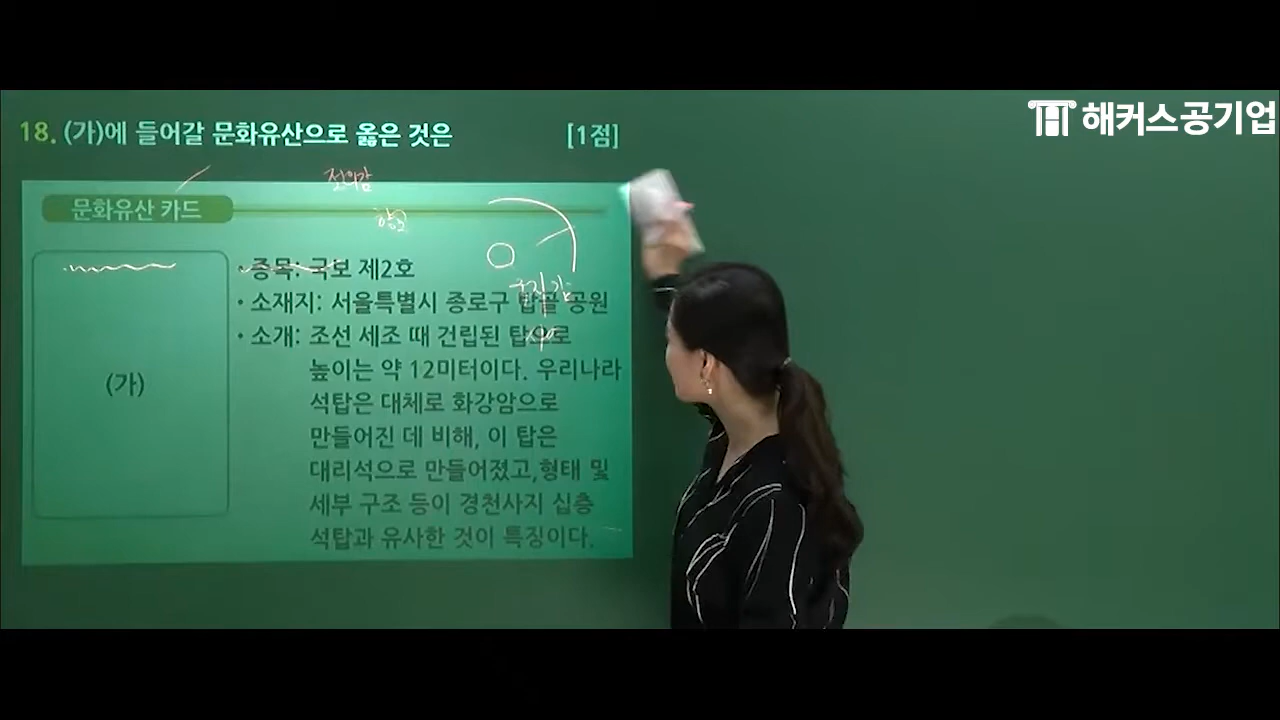 해커스공기업
18. (가)에 들어갈 문화유산으로 옳은 것은 [1점]
전의감
문화유산 카드
향교
(가)
• 종목: 국보 제2호
• 소재지: 서울특별시 종로구 탑골 공원
• 소개: 조선 세조 때 건립된 탑으로
높이는 약 12미터이다. 우리나라
석탑은 대체로 화강암으로
만들어진 데 비해, 이 탑은
대리석으로 만들어졌고,형태 및
세부 구조 등이 경천사지 십층
석탑과 유사한 것이 특징이다.